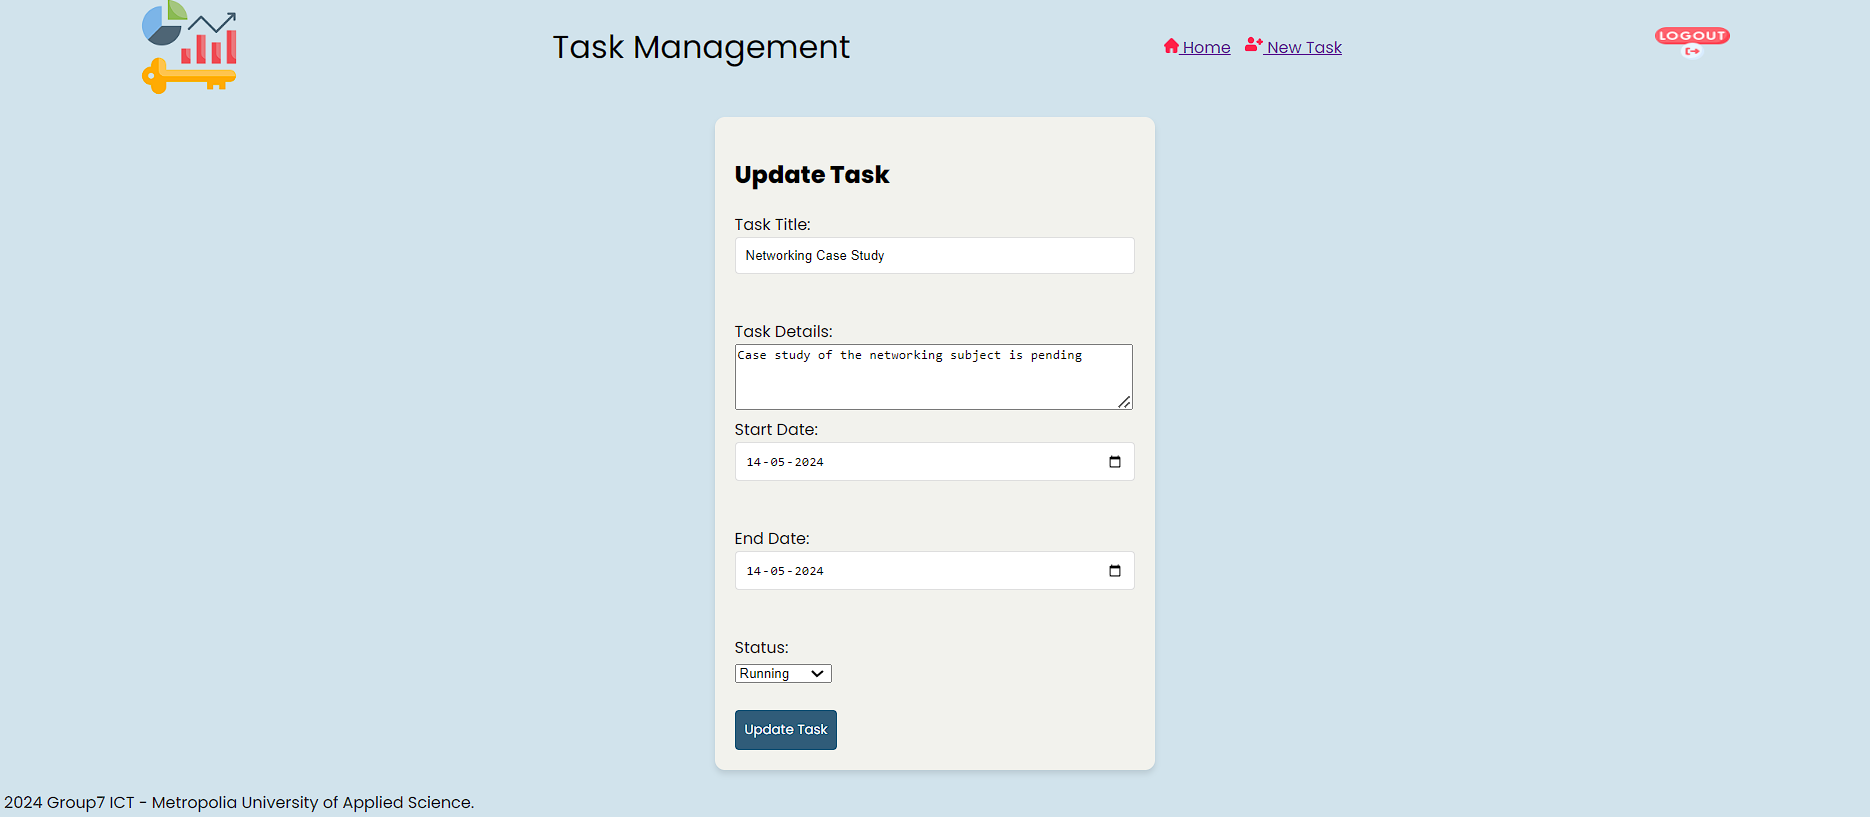 Task Management
Home
New Task
LOGOUT
Update Task
Task Title:
Networking Case Study
Task Details:
Case study of the networking subject is pending
Start Date:
14-05-2024
End Date:
14-05-2024
Status:
Running
Update Task
2024 Group7 ICT - Metropolia University of Applied Science.